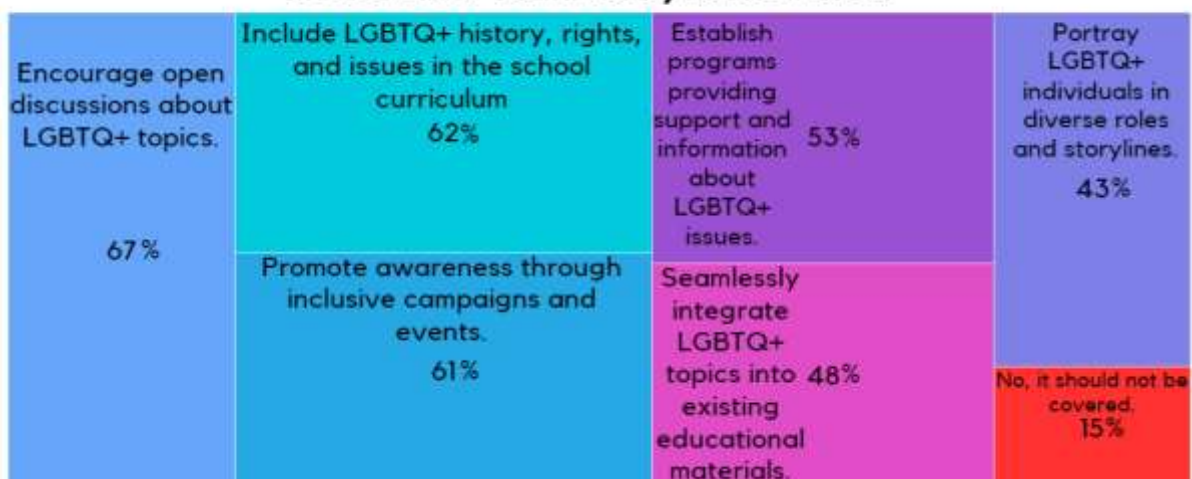 Encourage open
discussions about
LGBTQ+ topics.
67%
Include LGBTQ+ history, rights,
and issues in the school
curriculum
62%
Promote awareness through
inclusive campaigns and
events.
61%
Establish
programs
providing
support and
information
about
LGBTQ+
issues.
53%
Seamlessly
integrate
LGBTQ+
topics into
existing
educational
materials.
48%
Portray
LGBTQ+
individuals in
diverse roles
and storylines.
43%
No, it should not be
covered.
15%